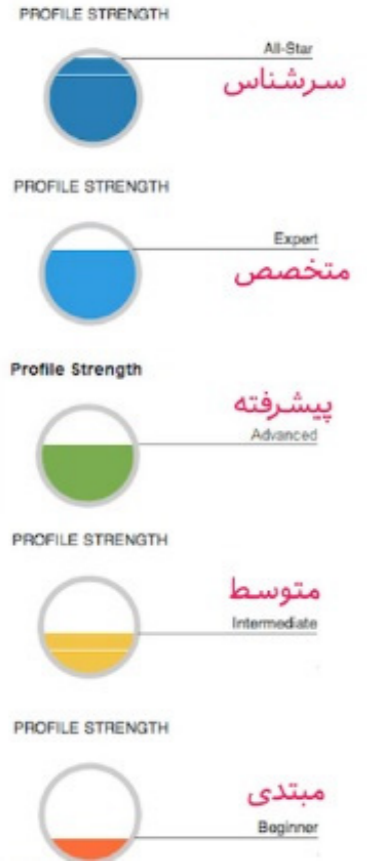 PROFILE STRENGTH
All-Star
سرشناس
PROFILE STRENGTH
Expert
متخصص
Profile Strength
پیشرفته
Advanced
PROFILE STRENGTH
متوسط
Intermediate
PROFILE STRENGTH
مبتدی
Beginner